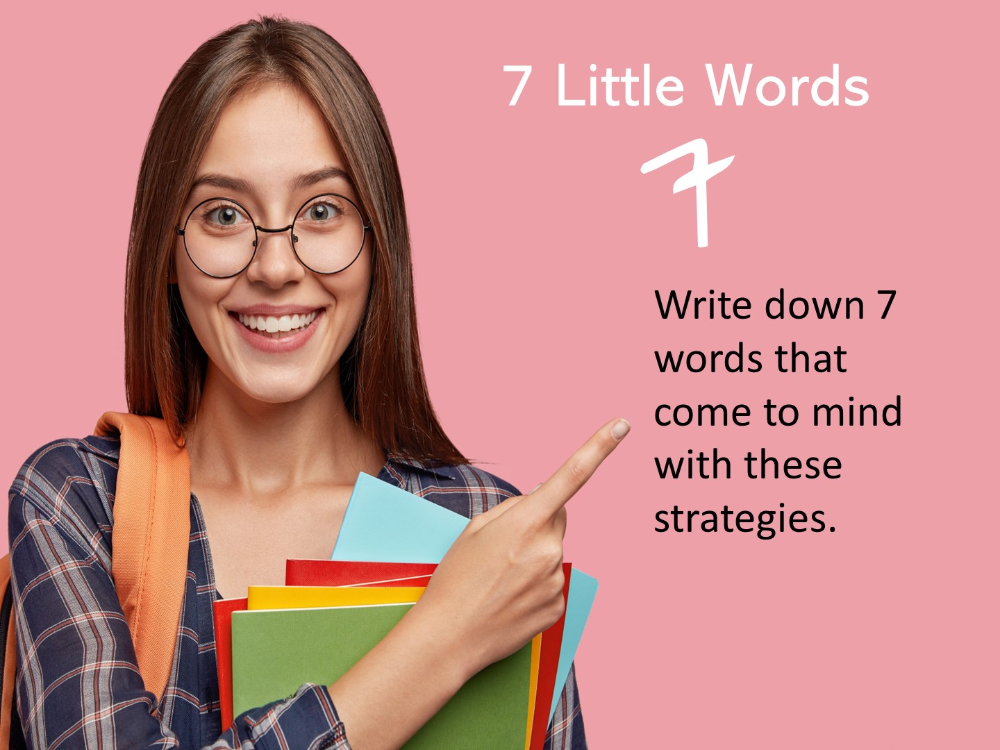 7 Little Words
7
Write down 7
words that
come to mind
with these
strategies.